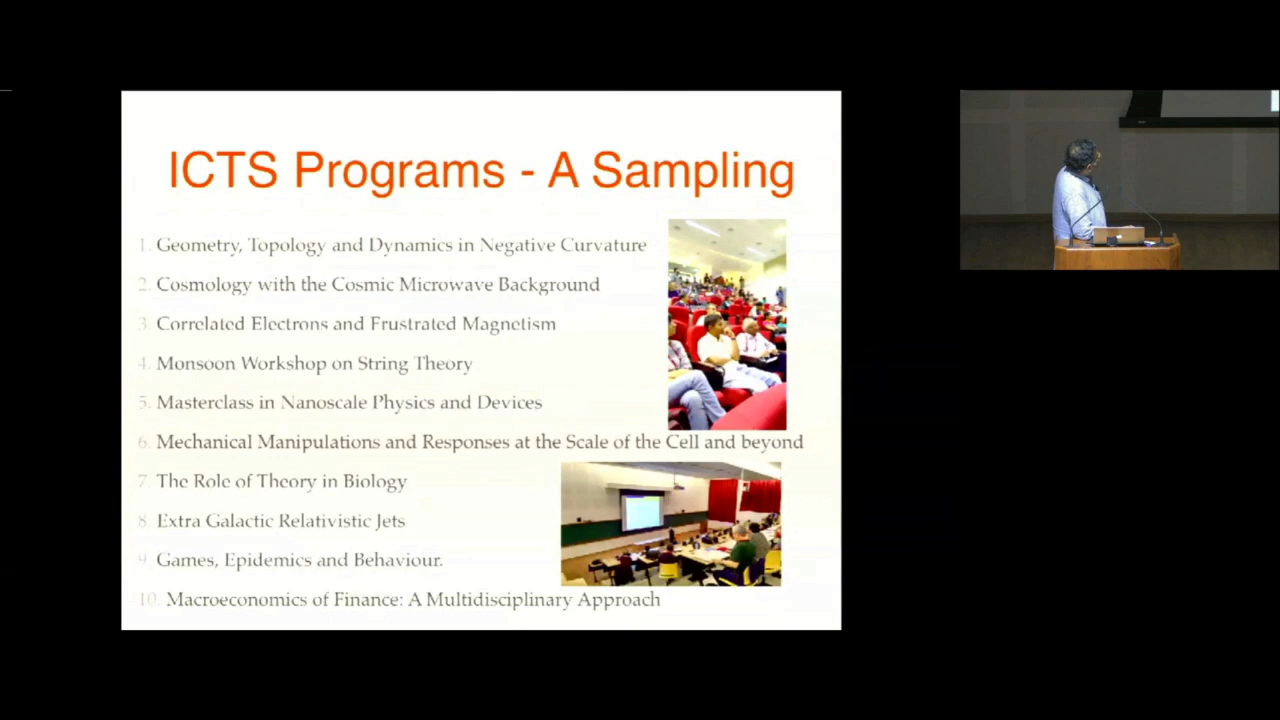 ICTS Programs - A Sampling
1. Geometry, Topology and Dynamics in Negative Curvature
2. Cosmology with the Cosmic Microwave Background
3. Correlated Electrons and Frustrated Magnetism
4. Monsoon Workshop on String Theory
5. Masterclass in Nanoscale Physics and Devices
6. Mechanical Manipulations and Responses at the Scale of the Cell and beyond
7. The Role of Theory in Biology
8. Extra Galactic Relativistic Jets
9. Games, Epidemics and Behaviour.
10. Macroeconomics of Finance: A Multidisciplinary Approach